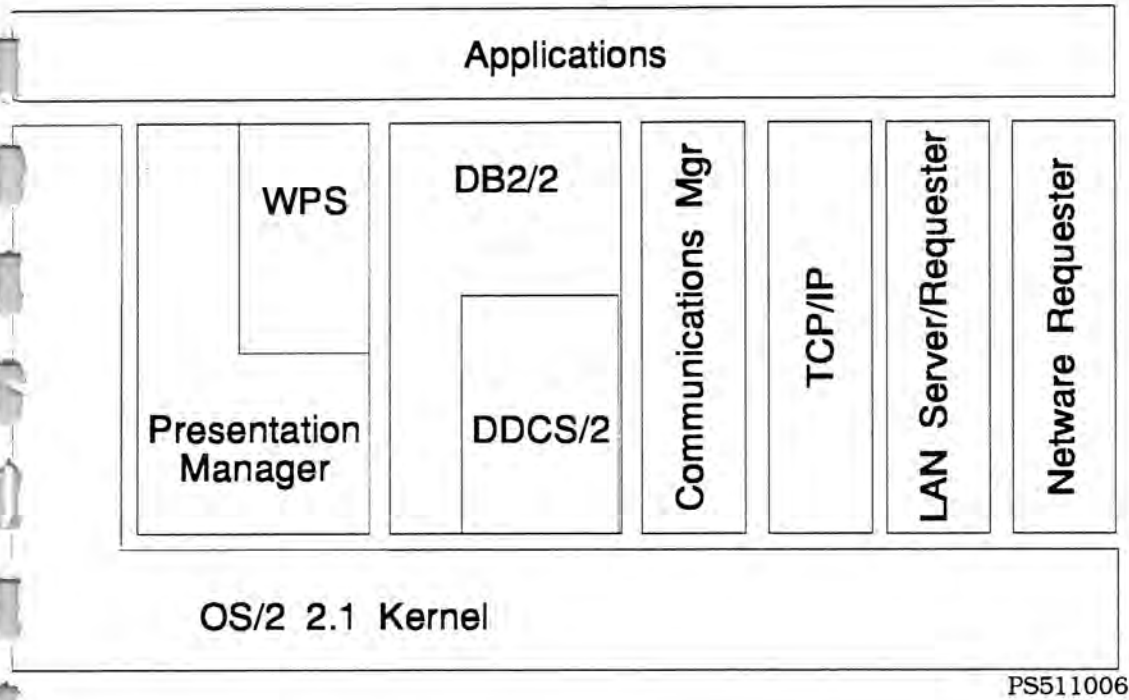 Applications
WPS
Presentation
Manager
DB2/2
DDCS/2
Communications Mgr
TCP/IP
LAN Server/Requester
Netware Requester
OS/2 2.1 Kernel
PS511006